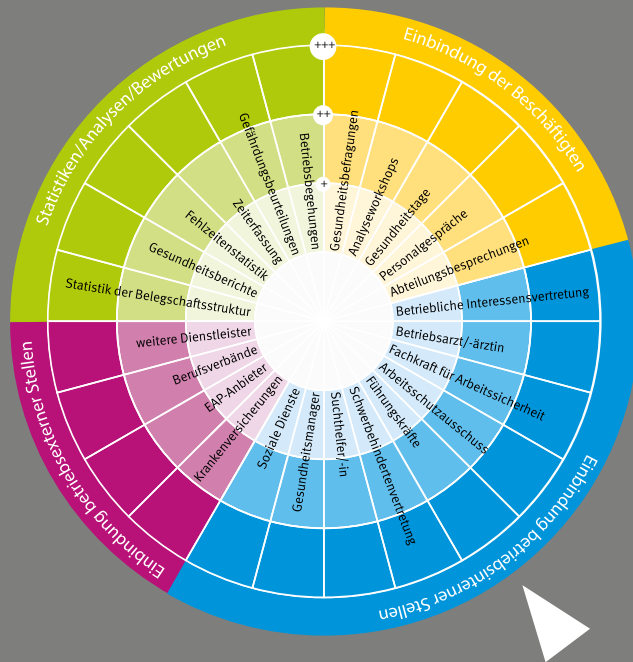 +++
++
+
Einbindung der Beschäftigten
Gesundheitsbefragungen
Analyseworkshops
Gesundheitstage
Personalgespräche
Abteilungsbesprechungen
Einbindung betriebsinterner Stellen
Betriebliche Interessensvertretung
Betriebsarzt/-ärztin
Fachkraft für Arbeitssicherheit
Arbeitsschutzausschuss
Führungskräfte
Schwerbehindertenvertretung
Suchthelfer/-in
Gesundheitsmanager
Soziale Dienste
Einbindung betriebsexterner Stellen
Krankenversicherungen
EAP-Anbieter
Berufsverbände
weitere Dienstleister
Statistiken/Analysen/Bewertungen
Statistik der Belegschaftsstruktur
Gesundheitsberichte
Fehlzeitenstatistik
Zeiterfassung
Gefährdungsbeurteilungen
Betriebsbegehungen